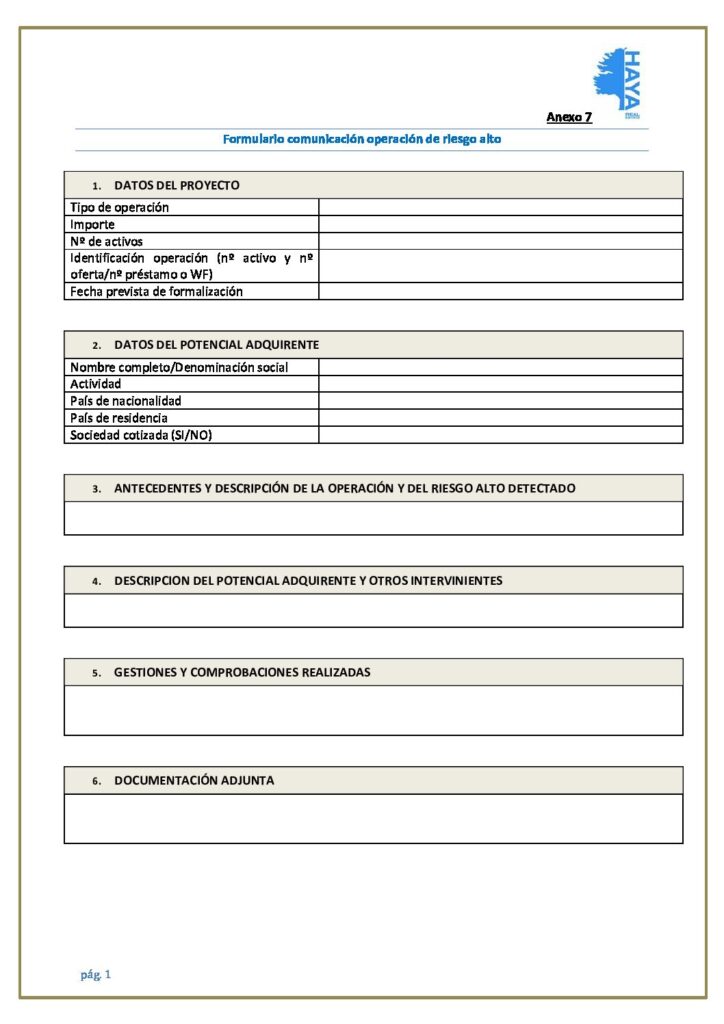 HAYA
REAL ESTATE
Anexo 7
Formulario comunicación operación de riesgo alto
1. DATOS DEL PROYECTO
Tipo de operación
Importe
Nº de activos
Identificación operación (nº activo y nº
oferta/nº préstamo o WF)
Fecha prevista de formalización
2. DATOS DEL POTENCIAL ADQUIRENTE
Nombre completo/Denominación social
Actividad
País de nacionalidad
País de residencia
Sociedad cotizada (SI/NO)
3. ANTECEDENTES Y DESCRIPCIÓN DE LA OPERACIÓN Y DEL RIESGO ALTO DETECTADO
4. DESCRIPCION DEL POTENCIAL ADQUIRENTE Y OTROS INTERVINIENTES
5. GESTIONES Y COMPROBACIONES REALIZADAS
6. DOCUMENTACIÓN ADJUNTA
pág. 1